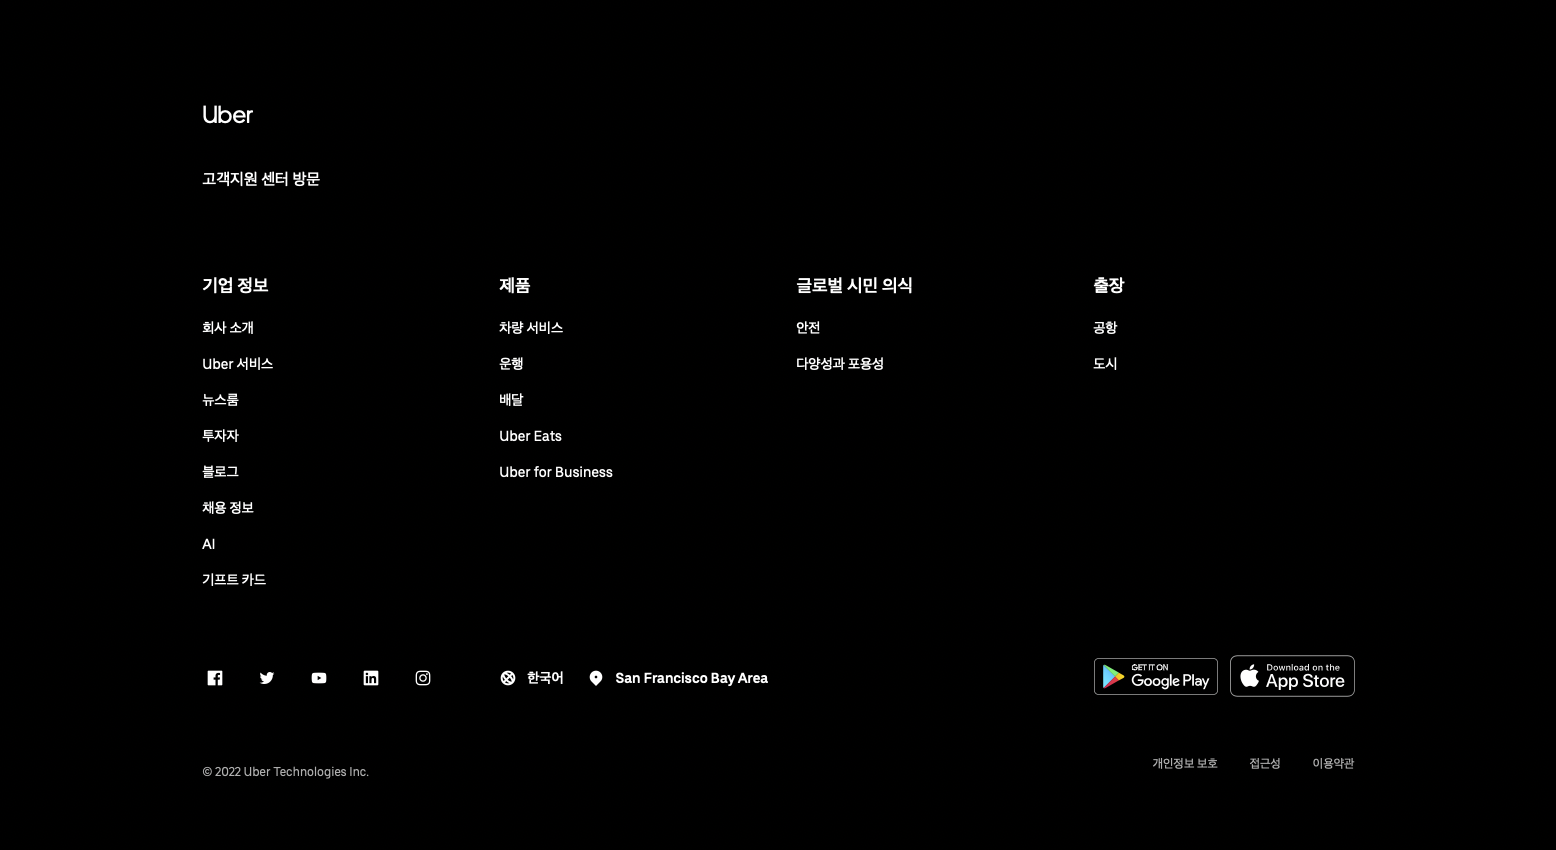 Uber
고객지원 센터 방문
기업 정보
회사 소개
Uber 서비스
뉴스룸
투자자
블로그
채용 정보
AI
기프트 카드
제품
차량 서비스
운행
배달
Uber Eats
Uber for Business
글로벌 시민 의식
안전
다양성과 포용성
출장
공항
도시
한국어
San Francisco Bay Area
GET IT ON
Google Play
Download on the
App Store
© 2022 Uber Technologies Inc.
개인정보 보호
접근성
이용약관